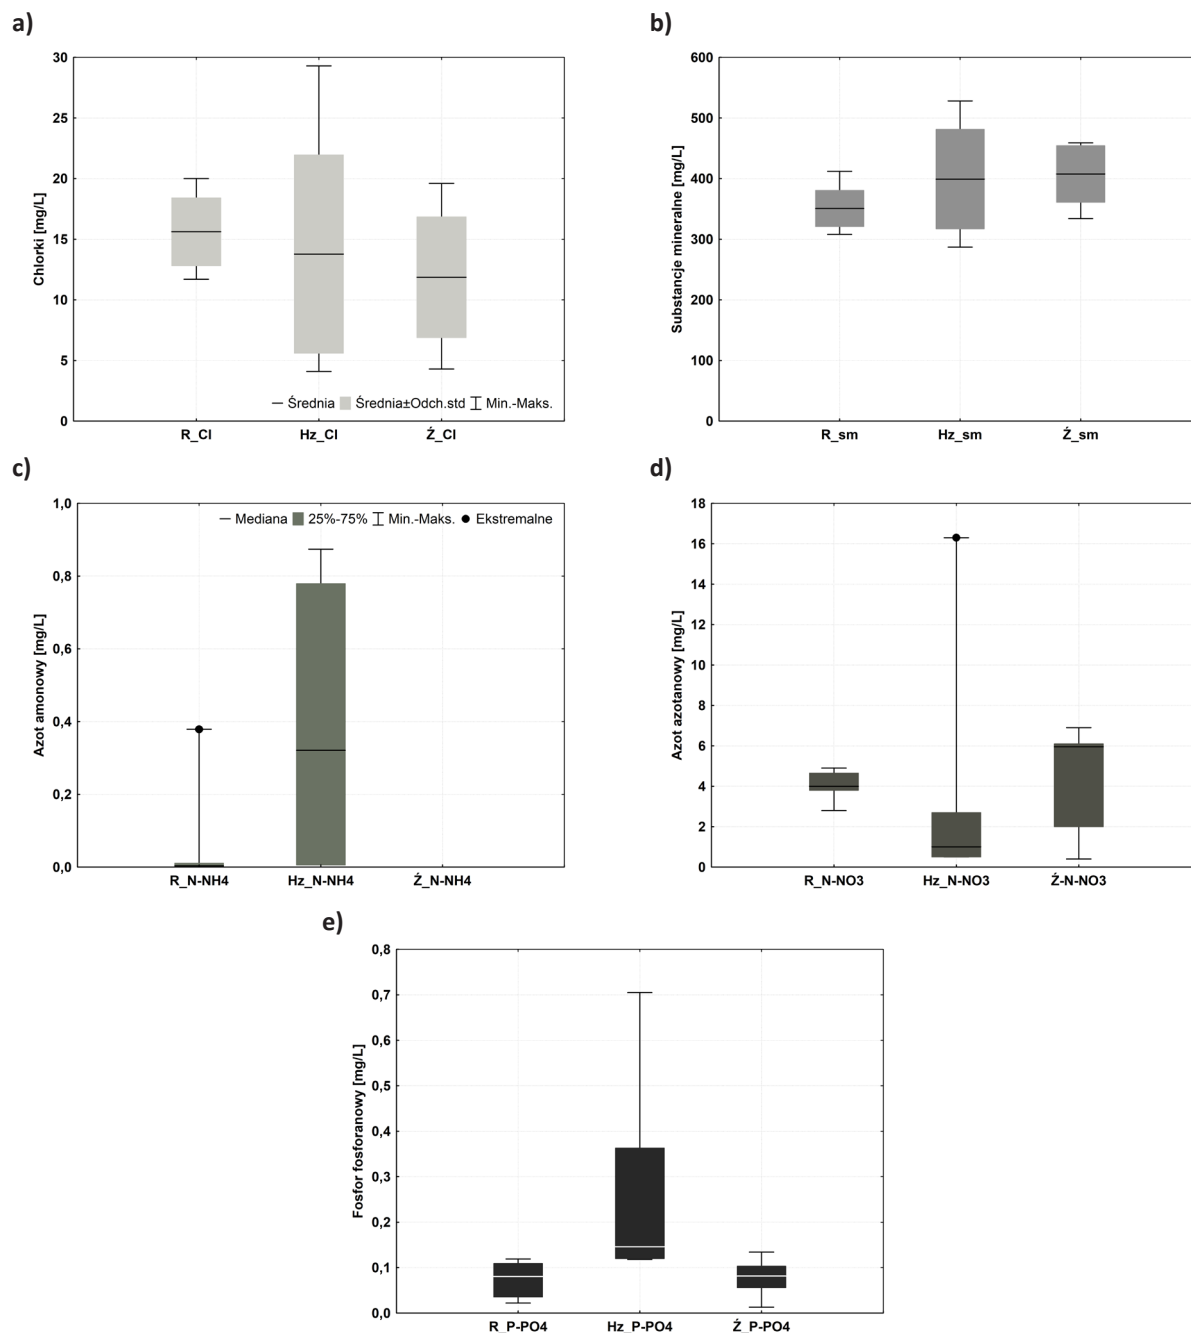 a)
Chlorki [mg/L]
30
25
20
15
10
5
0
Średnia Średnia±Odch.std Min.-Maks.
R_Cl Hz_Cl Ź_Cl
b)
Substancje mineralne [mg/L]
600
500
400
300
200
100
0
R_sm Hz_sm Ź_sm
c)
Azot amonowy [mg/L]
1,0
0,8
0,6
0,4
0,2
0,0
Mediana 25%-75% Min.-Maks. Ekstremalne
R_N-NH4 Hz_N-NH4 Ź_N-NH4
d)
Azot azotanowy [mg/L]
18
16
14
12
10
8
6
4
2
0
R_N-NO3 Hz_N-NO3 Ź-N-NO3
e)
Fosfor fosforanowy [mg/L]
0,8
0,7
0,6
0,5
0,4
0,3
0,2
0,1
0,0
R_P-PO4 Hz_P-PO4 Ź_P-PO4